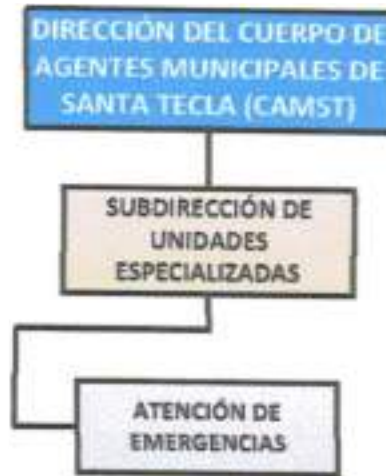 DIRECCIÓN DEL CUERPO DE
AGENTES MUNICIPALES DE
SANTA TECLA (CAMST)
SUBDIRECCIÓN DE
UNIDADES
ESPECIALIZADAS
ATENCIÓN DE
EMERGENCIAS